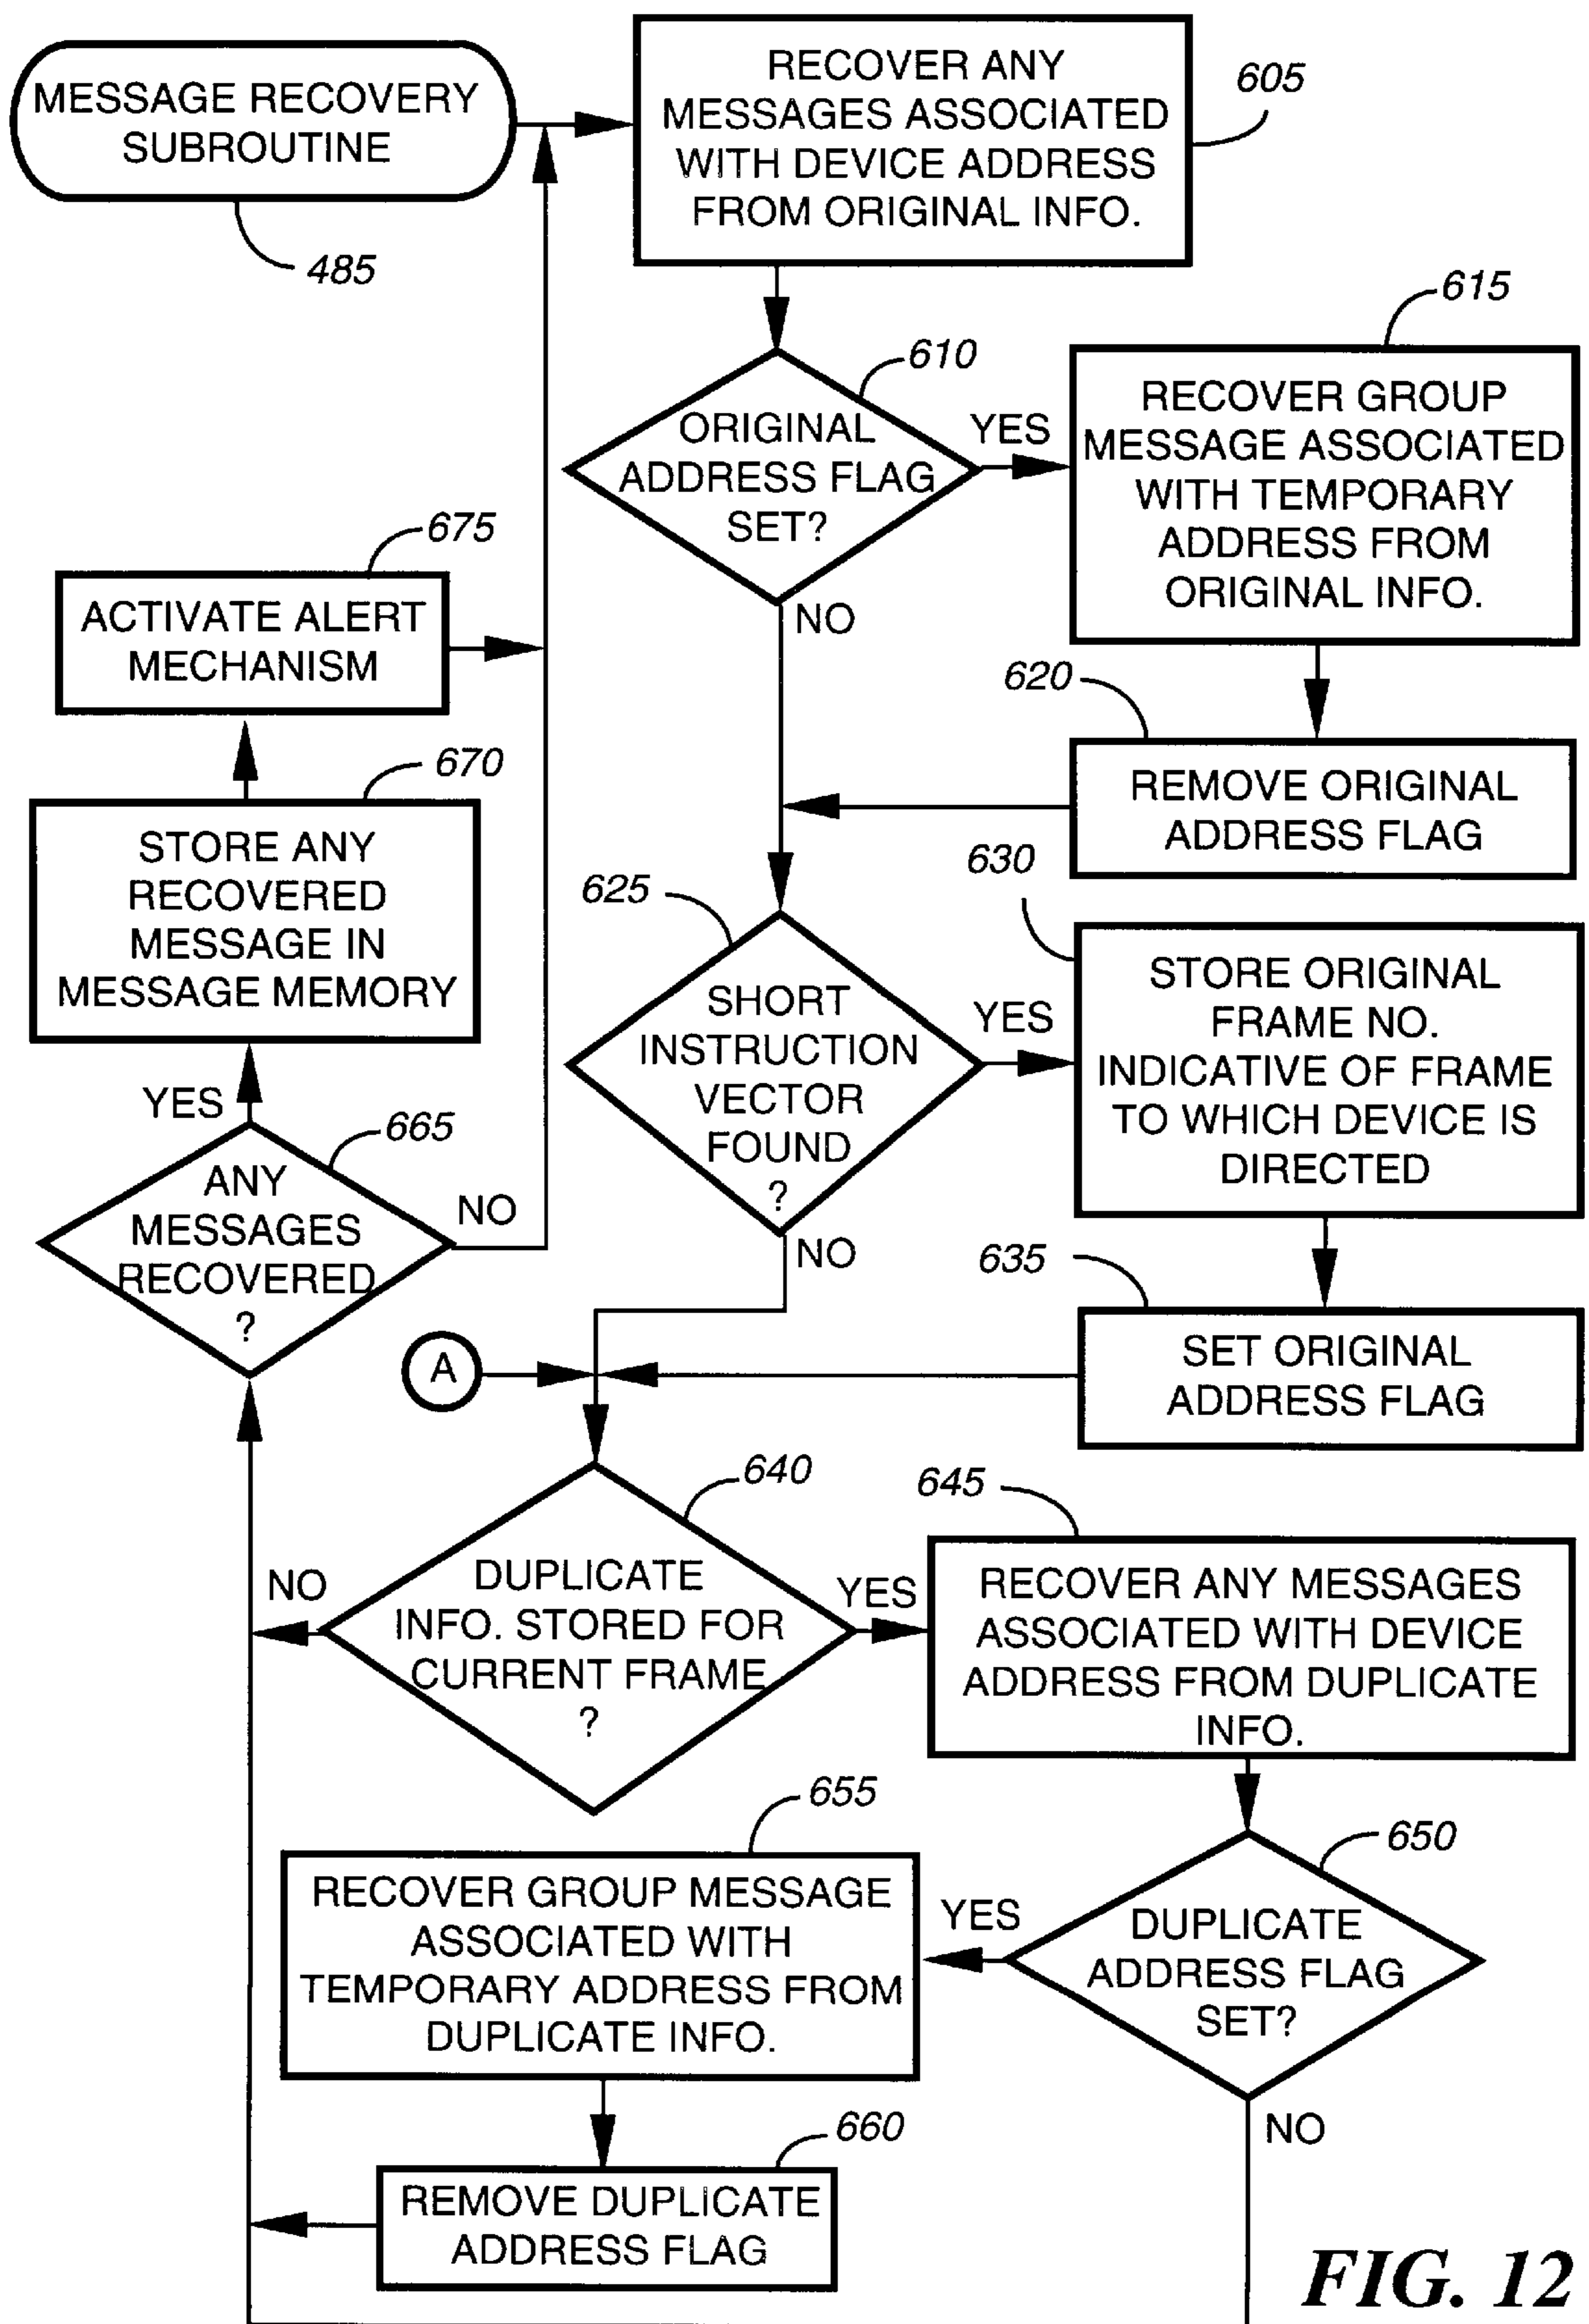 MESSAGE RECOVERY
SUBROUTINE
485
RECOVER ANY
MESSAGES ASSOCIATED
WITH DEVICE ADDRESS
FROM ORIGINAL INFO.
605
ORIGINAL
ADDRESS FLAG
SET?
610
YES
NO
RECOVER GROUP
MESSAGE ASSOCIATED
WITH TEMPORARY
ADDRESS FROM
ORIGINAL INFO.
615
620
REMOVE ORIGINAL
ADDRESS FLAG
675
ACTIVATE ALERT
MECHANISM
670
STORE ANY
RECOVERED
MESSAGE IN
MESSAGE MEMORY
YES
665
ANY
MESSAGES
RECOVERED
?
NO
625
SHORT
INSTRUCTION
VECTOR
FOUND
?
YES
NO
630
STORE ORIGINAL
FRAME NO.
INDICATIVE OF FRAME
TO WHICH DEVICE IS
DIRECTED
635
SET ORIGINAL
ADDRESS FLAG
A
640
DUPLICATE
INFO. STORED FOR
CURRENT FRAME
?
NO
YES
645
RECOVER ANY MESSAGES
ASSOCIATED WITH DEVICE
ADDRESS FROM DUPLICATE
INFO.
650
DUPLICATE
ADDRESS FLAG
SET?
YES
NO
655
RECOVER GROUP MESSAGE
ASSOCIATED WITH
TEMPORARY ADDRESS FROM
DUPLICATE INFO.
660
REMOVE DUPLICATE
ADDRESS FLAG
FIG. 12